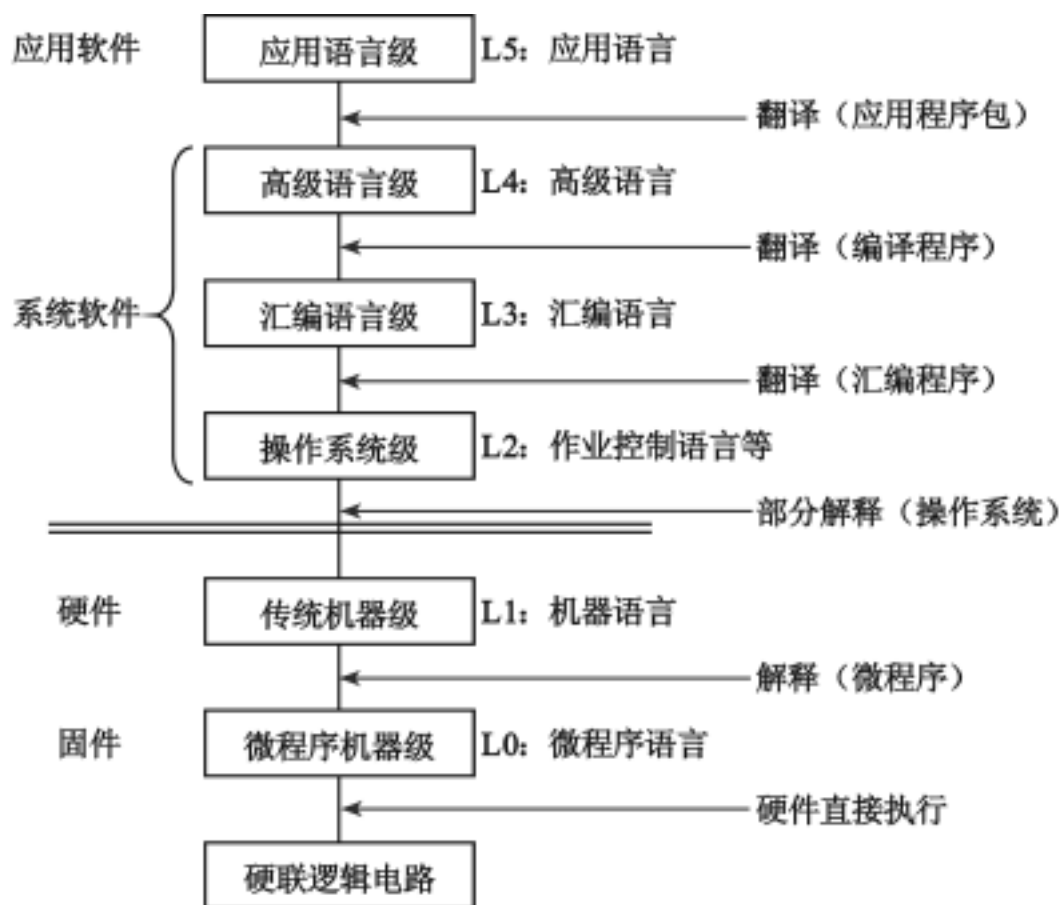 应用软件 应用语言级 L5：应用语言
翻译（应用程序包）
高级语言级 L4：高级语言
翻译（编译程序）
系统软件 汇编语言级 L3：汇编语言
翻译（汇编程序）
操作系统级 L2：作业控制语言等
部分解释（操作系统）
硬件 传统机器级 L1：机器语言
解释（微程序）
固件 微程序机器级 L0：微程序语言
硬件直接执行
硬联逻辑电路